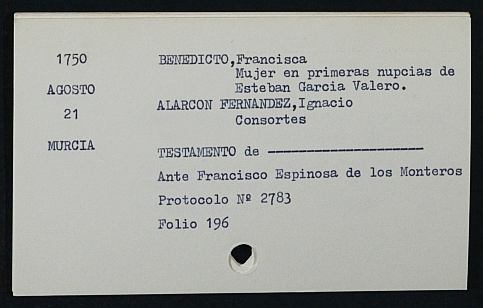 1750
AGOSTO
21
MURCIA
BENEDICTO,Francisca
Mujer en primeras nupcias de
Esteban Garcia Valero.
ALARCON FERNANDEZ,Ignacio
Consortes
TESTAMENTO de ---------------------
Ante Francisco Espinosa de los Monteros
Protocolo Nº 2783
Folio 196